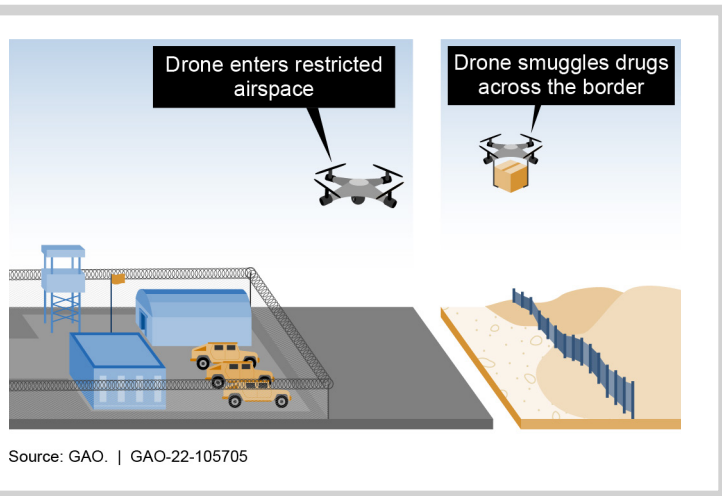 Drone enters restricted
airspace
Drone smuggles drugs
across the border
Source: GAO. | GAO-22-105705